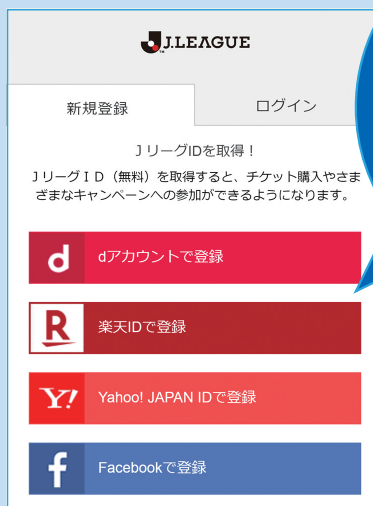 J.LEAGUE
新規登録
ログイン
JリーグIDを取得！
JリーグＩＤ（無料）を取得すると、チケット購入やさま
ざまなキャンペーンへの参加ができるようになります。
d dアカウントで登録
R 楽天IDで登録
Y! Yahoo! JAPAN IDで登録
f Facebookで登録